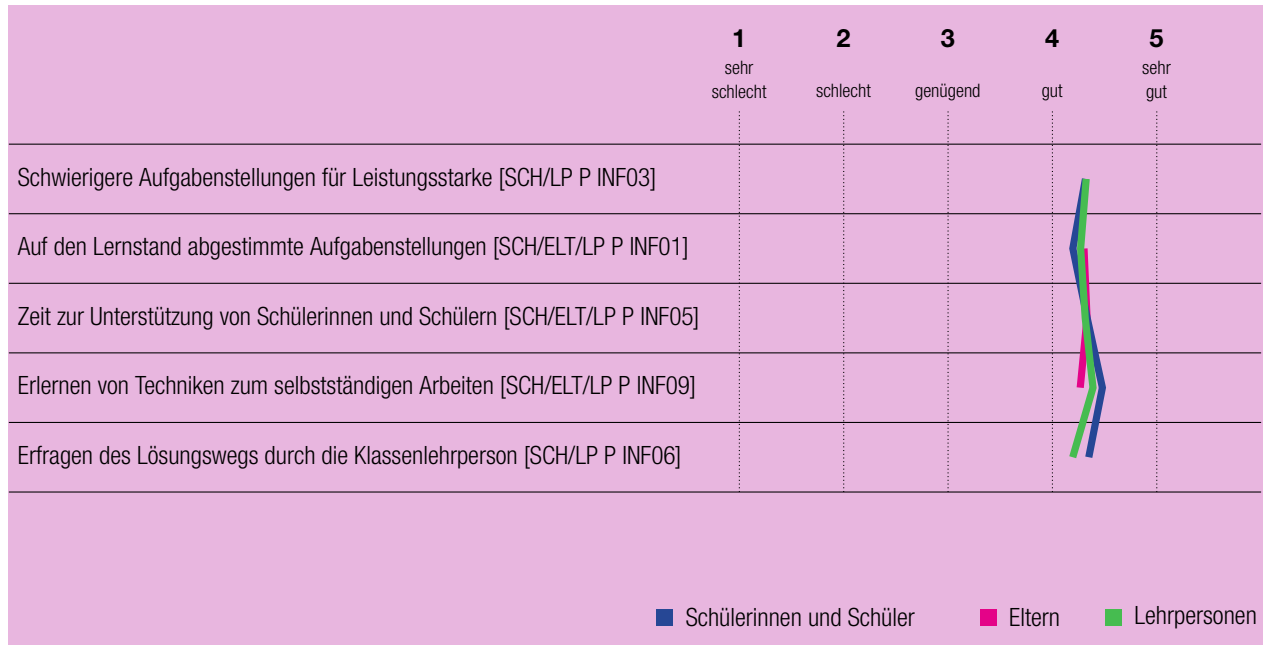 1 2 3 4 5
sehr schlecht schlecht genügend gut sehr gut
Schwierigere Aufgabenstellungen für Leistungsstarke [SCH/LP P INF03]
Auf den Lernstand abgestimmte Aufgabenstellungen [SCH/ELT/LP P INF01]
Zeit zur Unterstützung von Schülerinnen und Schülern [SCH/ELT/LP P INF05]
Erlernen von Techniken zum selbstständigen Arbeiten [SCH/ELT/LP P INF09]
Erfragen des Lösungswegs durch die Klassenlehrperson [SCH/LP P INF06]
Schülerinnen und Schüler Eltern Lehrpersonen